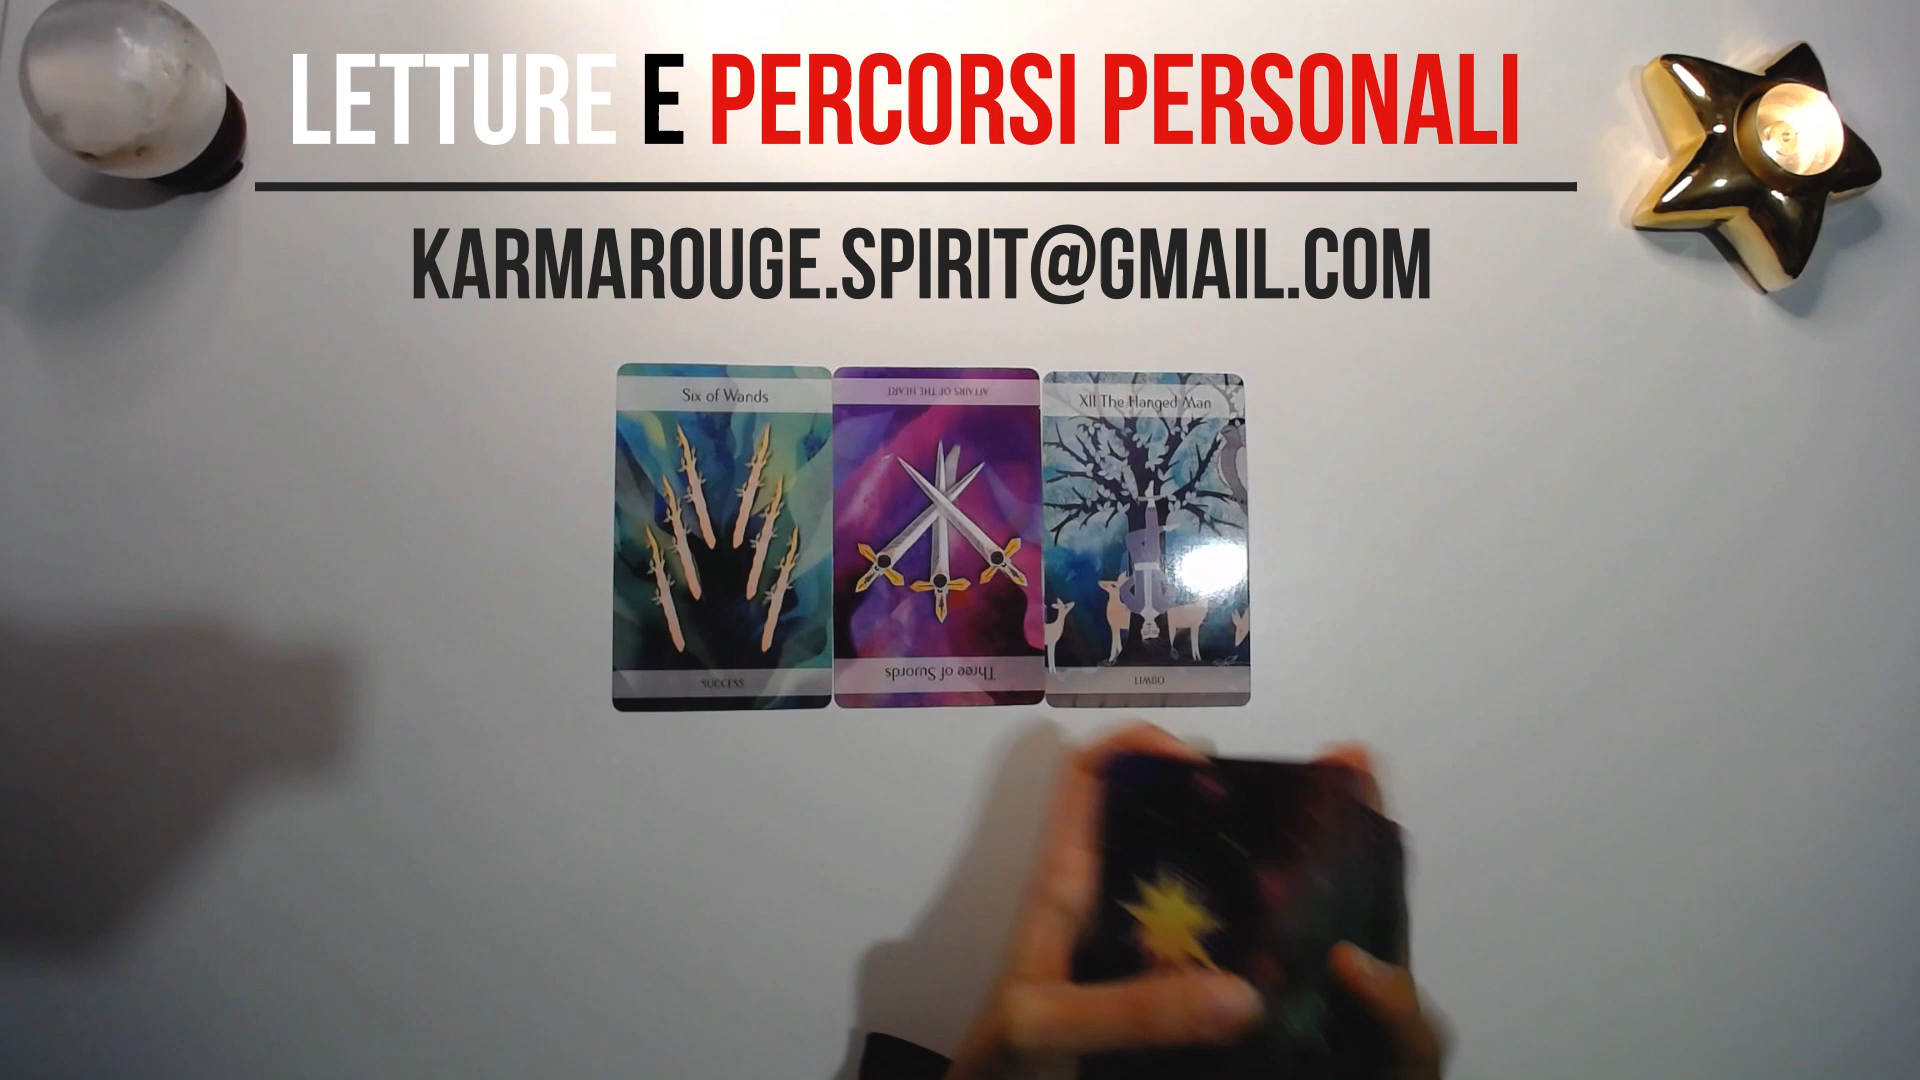 LETTURE E PERCORSI PERSONALI
KARMAROUGE.SPIRIT@GMAIL.COM
Six of Wands
AFFAIRS OF THE HEART
XII The Hanged Man
SUCCESS
Three of Swords
LIMBO